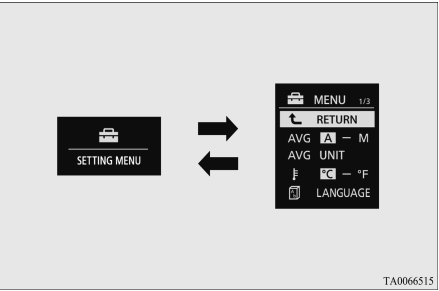 SETTING MENU
MENU 1/3
RETURN
AVG A – M
AVG UNIT
°C – °F
LANGUAGE
TA0066515